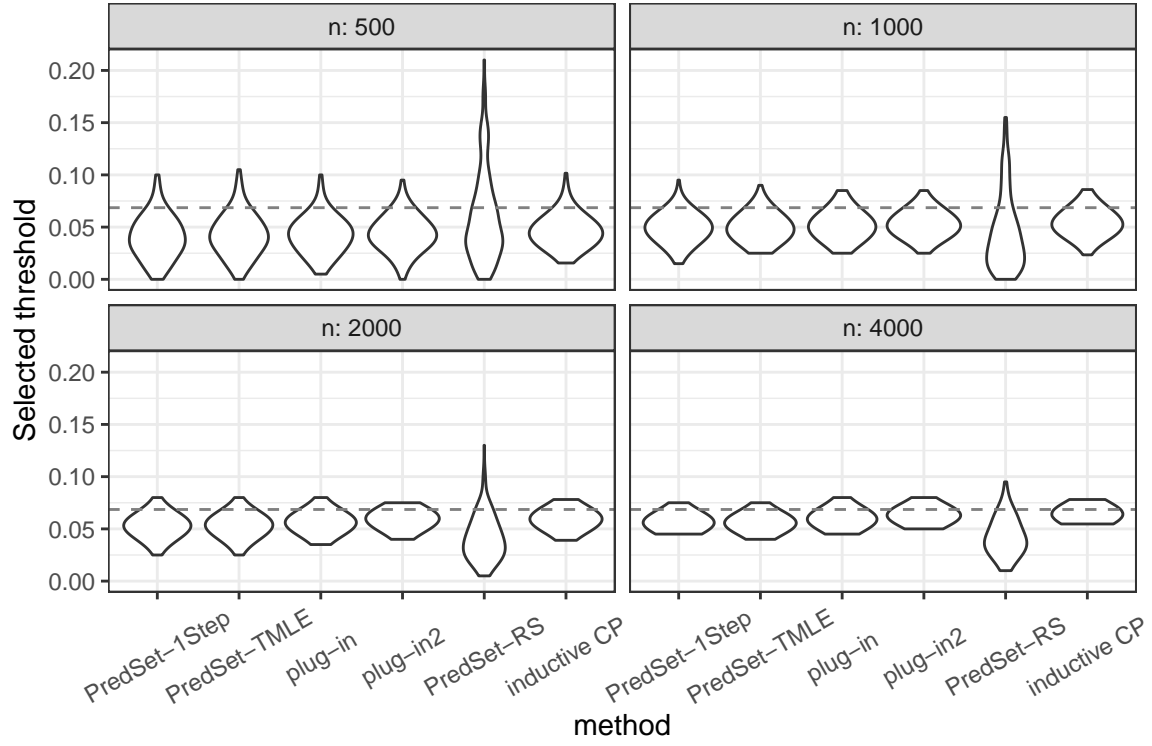 n: 500
n: 1000
0.20
0.15
0.10
0.05
0.00
n: 2000
n: 4000
0.20
0.15
0.10
0.05
0.00
Selected threshold
PredSet−1Step
PredSet−TMLE
plug−in
plug−in2
PredSet−RS
inductive CP
PredSet−1Step
PredSet−TMLE
plug−in
plug−in2
PredSet−RS
inductive CP
method